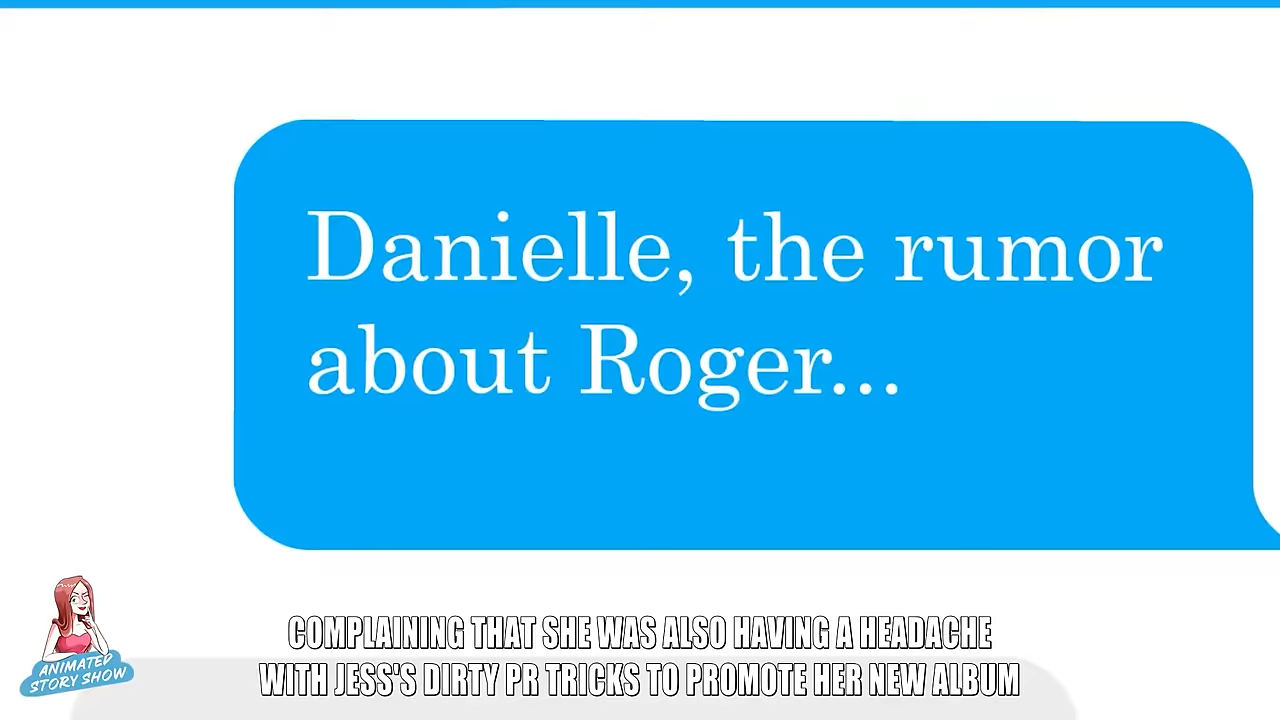 Danielle, the rumor
about Roger...
COMPLAINING THAT SHE WAS ALSO HAVING A HEADACHE
WITH JESS'S DIRTY PR TRICKS TO PROMOTE HER NEW ALBUM
ANIMATED
STORY SHOW